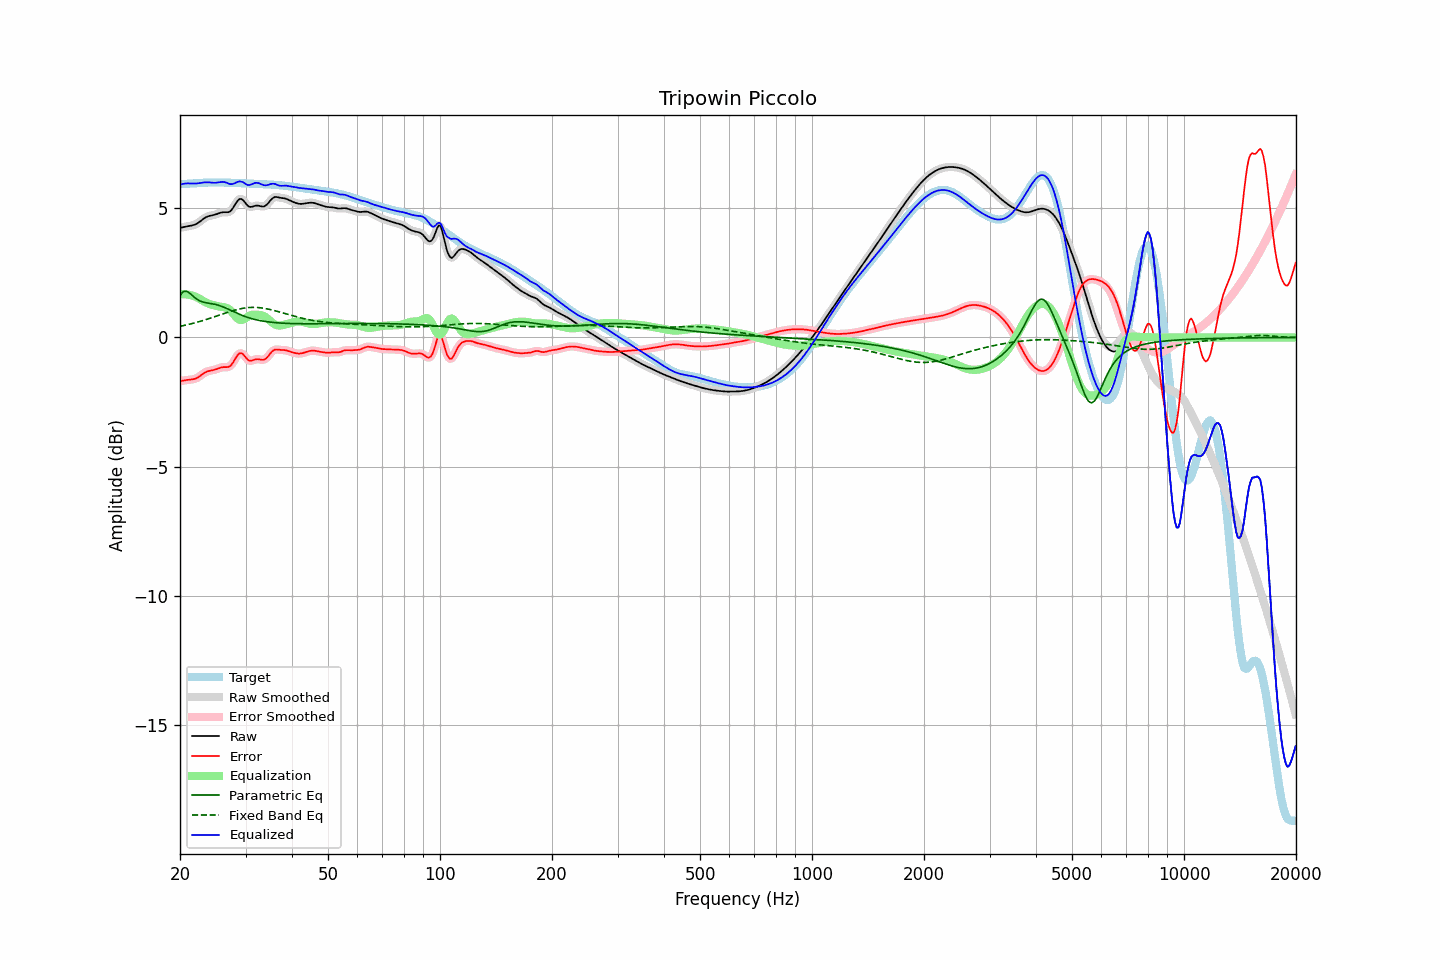 Tripowin Piccolo
Amplitude (dBr)
5
0
−5
−10
−15
Target
Raw Smoothed
Error Smoothed
Raw
Error
Equalization
Parametric Eq
Fixed Band Eq
Equalized
20 50 100 200 500 1000 2000 5000 10000 20000
Frequency (Hz)